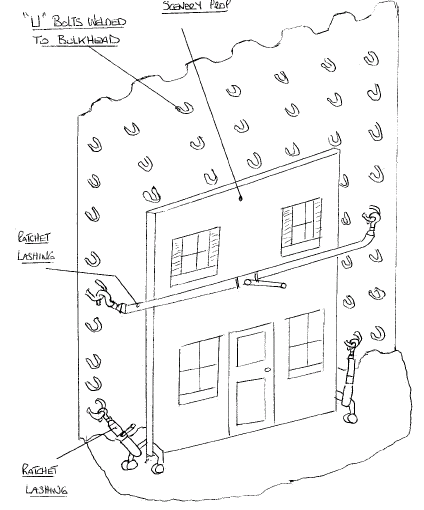 "U" BOLTS WELDED
TO BULKHEAD
SCENERY PROP
RATCHET
LASHING
RATCHET
LASHING